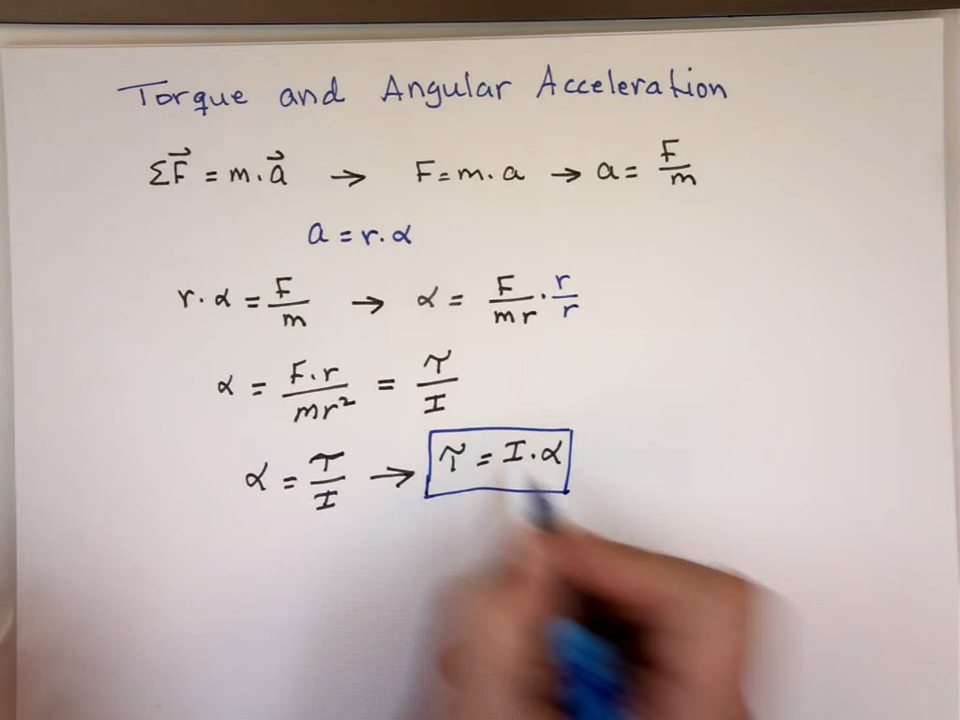 Torque and Angular Acceleration
ΣF⃗ = m·a⃗ → F=m·a → a= F/m
a = r·α
r·α = F/m → α = F/mr · r/r
α = F·r/mr² = τ/I
α = τ/I → τ = I·α